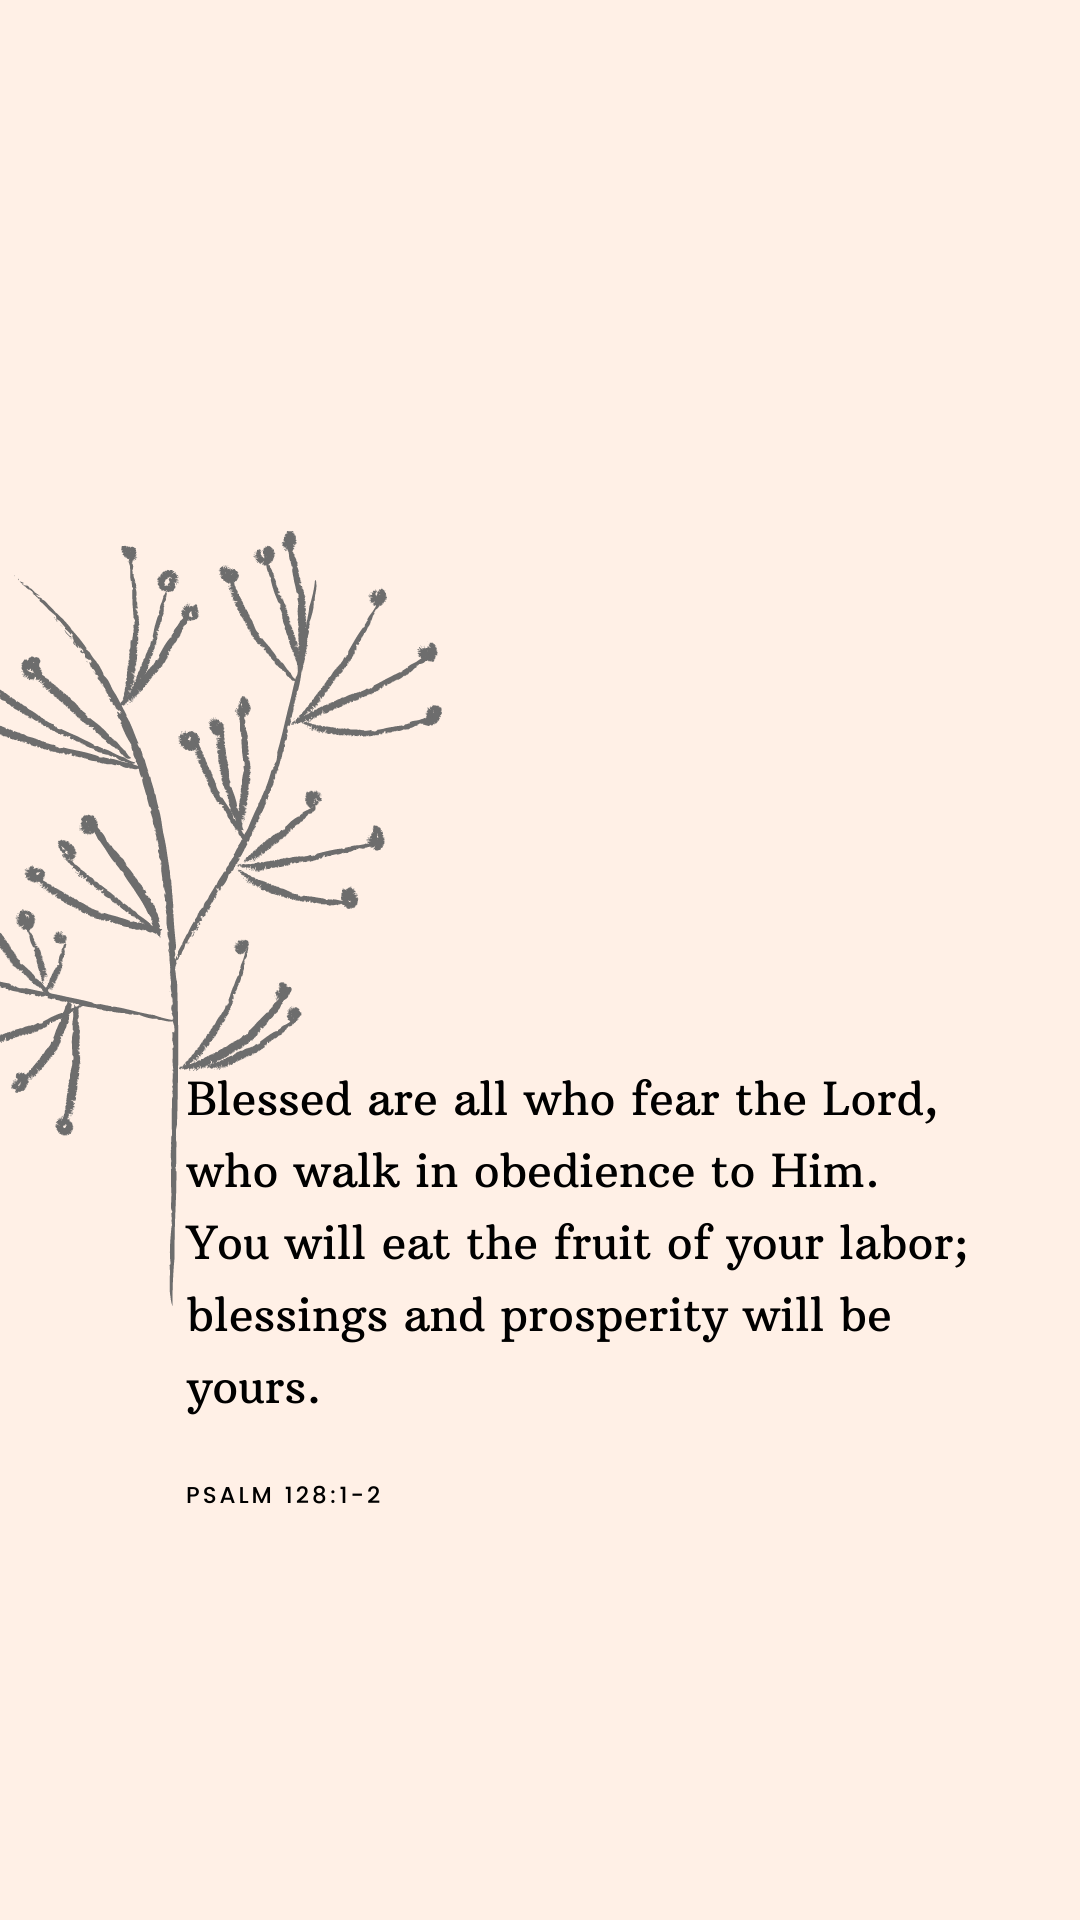 Blessed are all who fear the Lord,
who walk in obedience to Him.
You will eat the fruit of your labor;
blessings and prosperity will be
yours.
PSALM 128:1-2